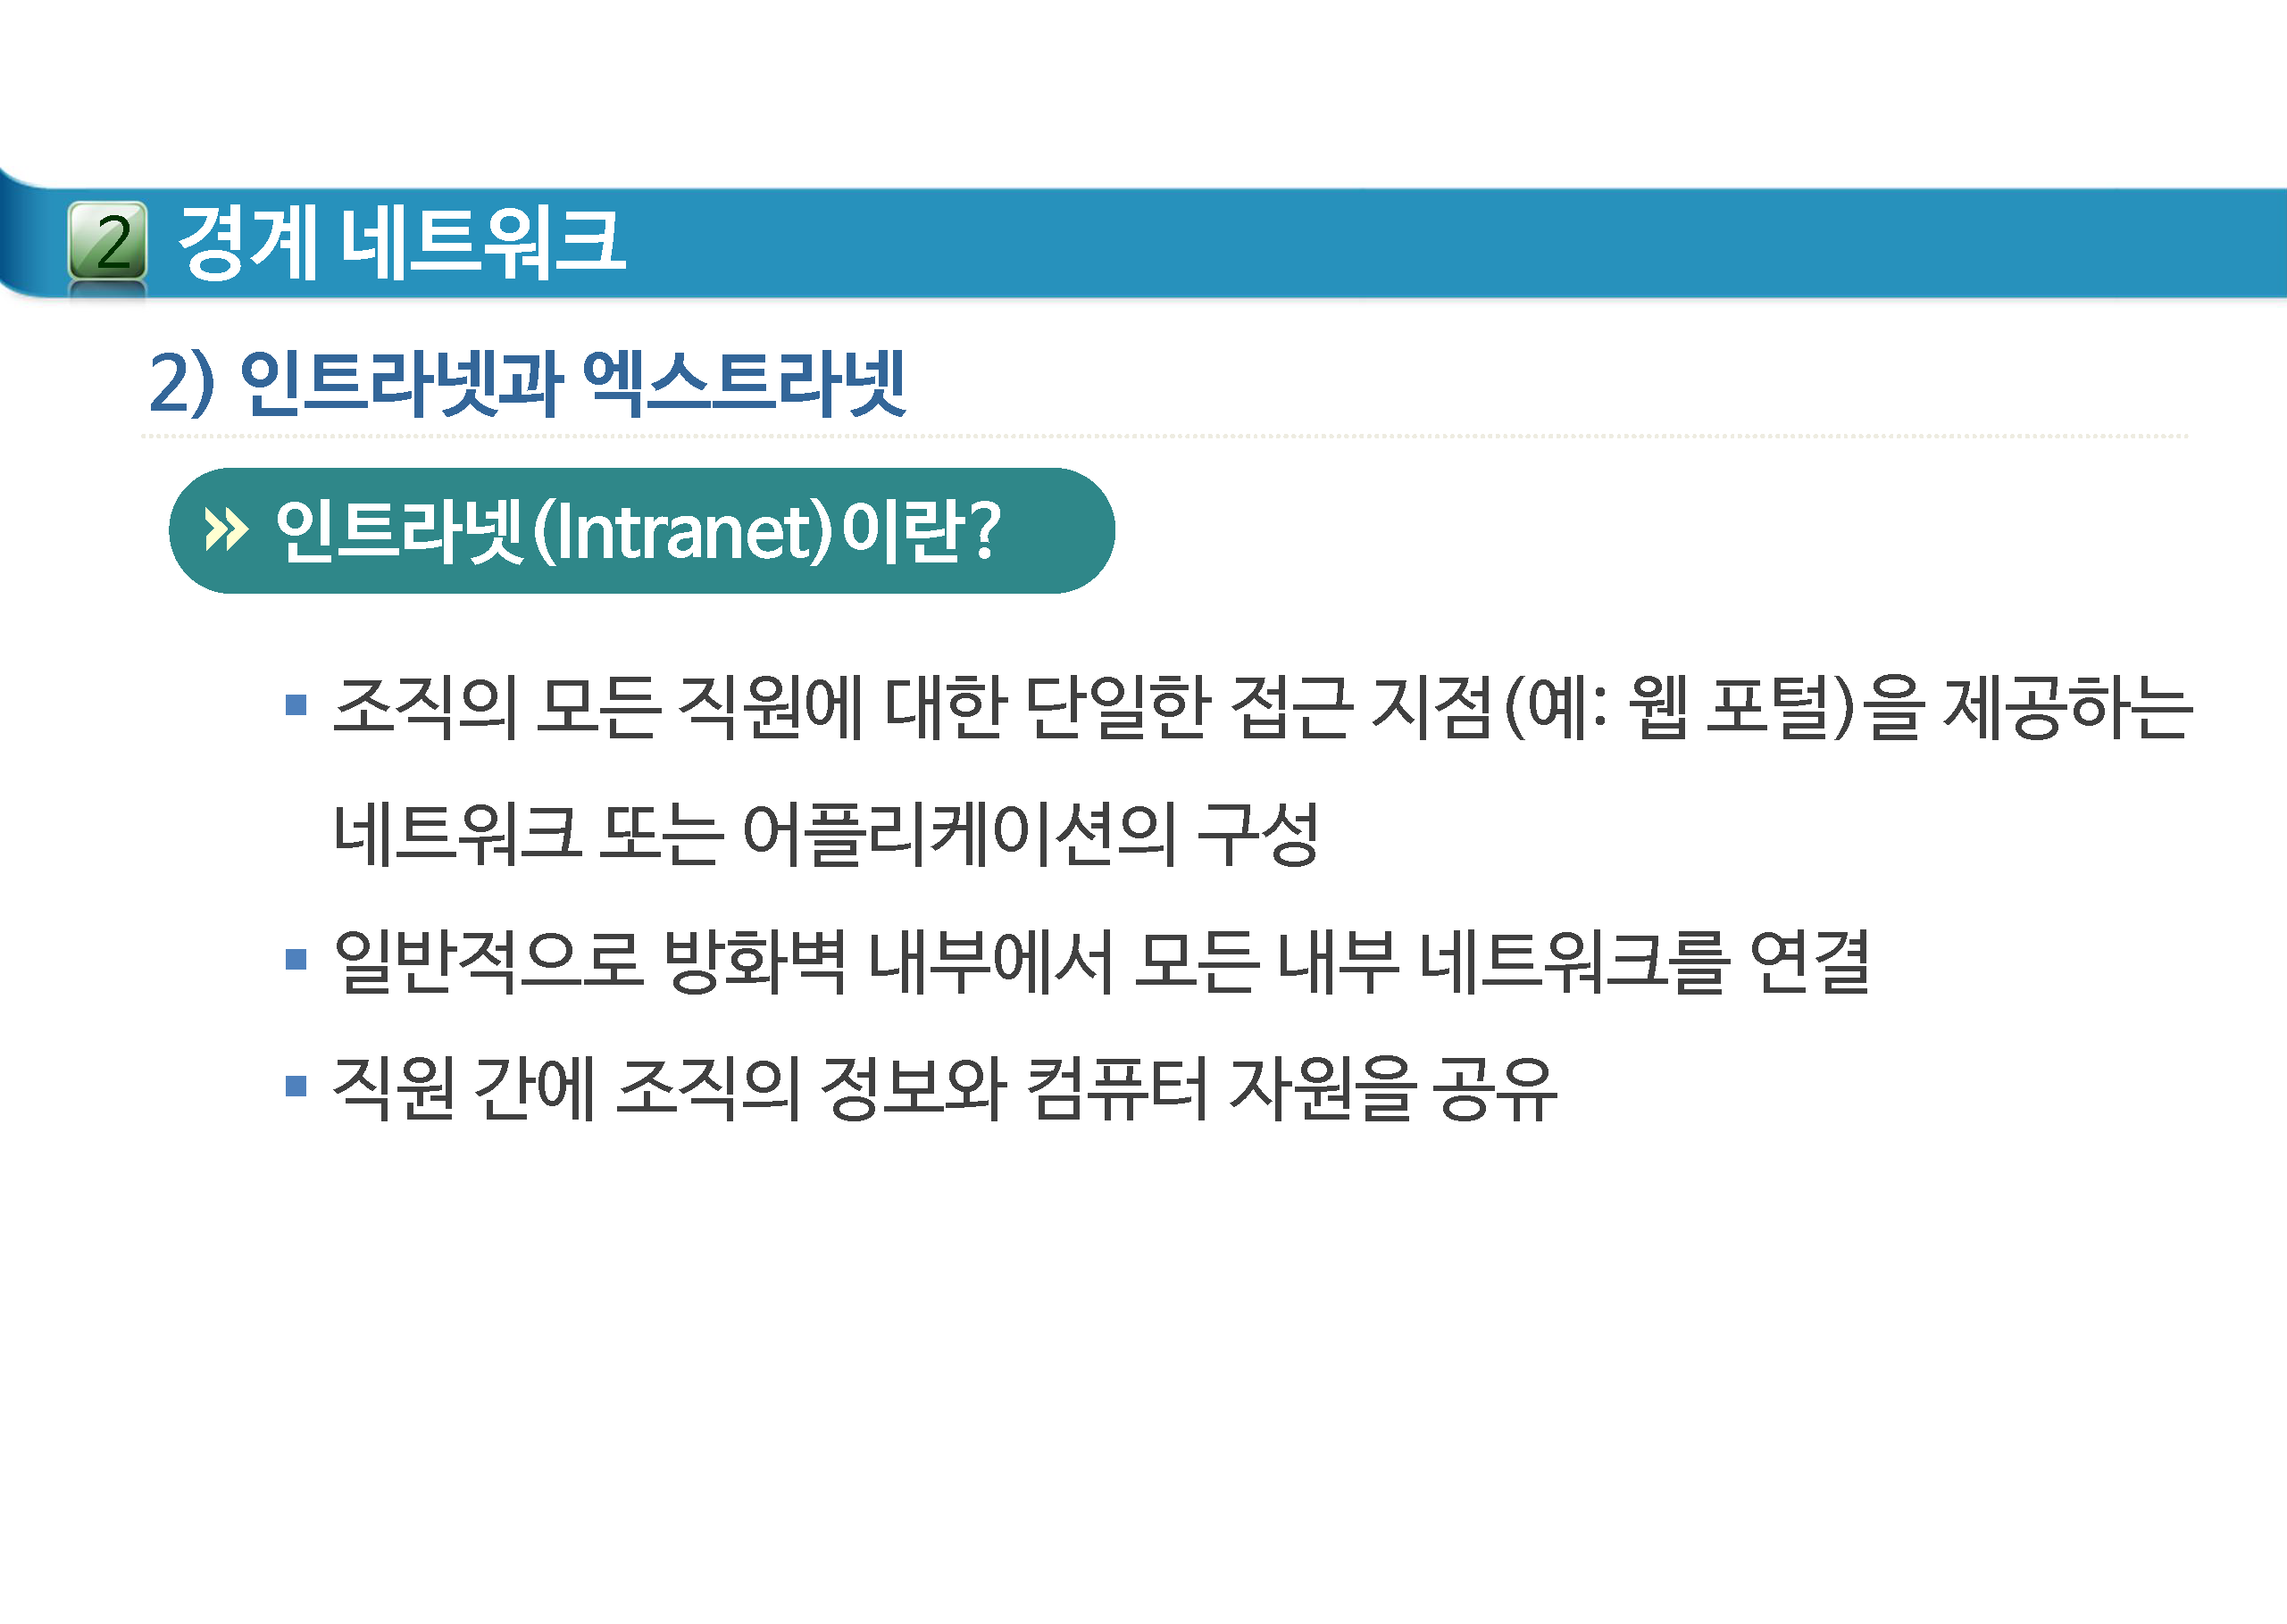 2 경계 네트워크
2) 인트라넷과 엑스트라넷
» 인트라넷(Intranet)이란?
▪ 조직의 모든 직원에 대한 단일한 접근 지점(예: 웹 포털)을 제공하는
네트워크 또는 어플리케이션의 구성
▪ 일반적으로 방화벽 내부에서 모든 내부 네트워크를 연결
▪ 직원 간에 조직의 정보와 컴퓨터 자원을 공유